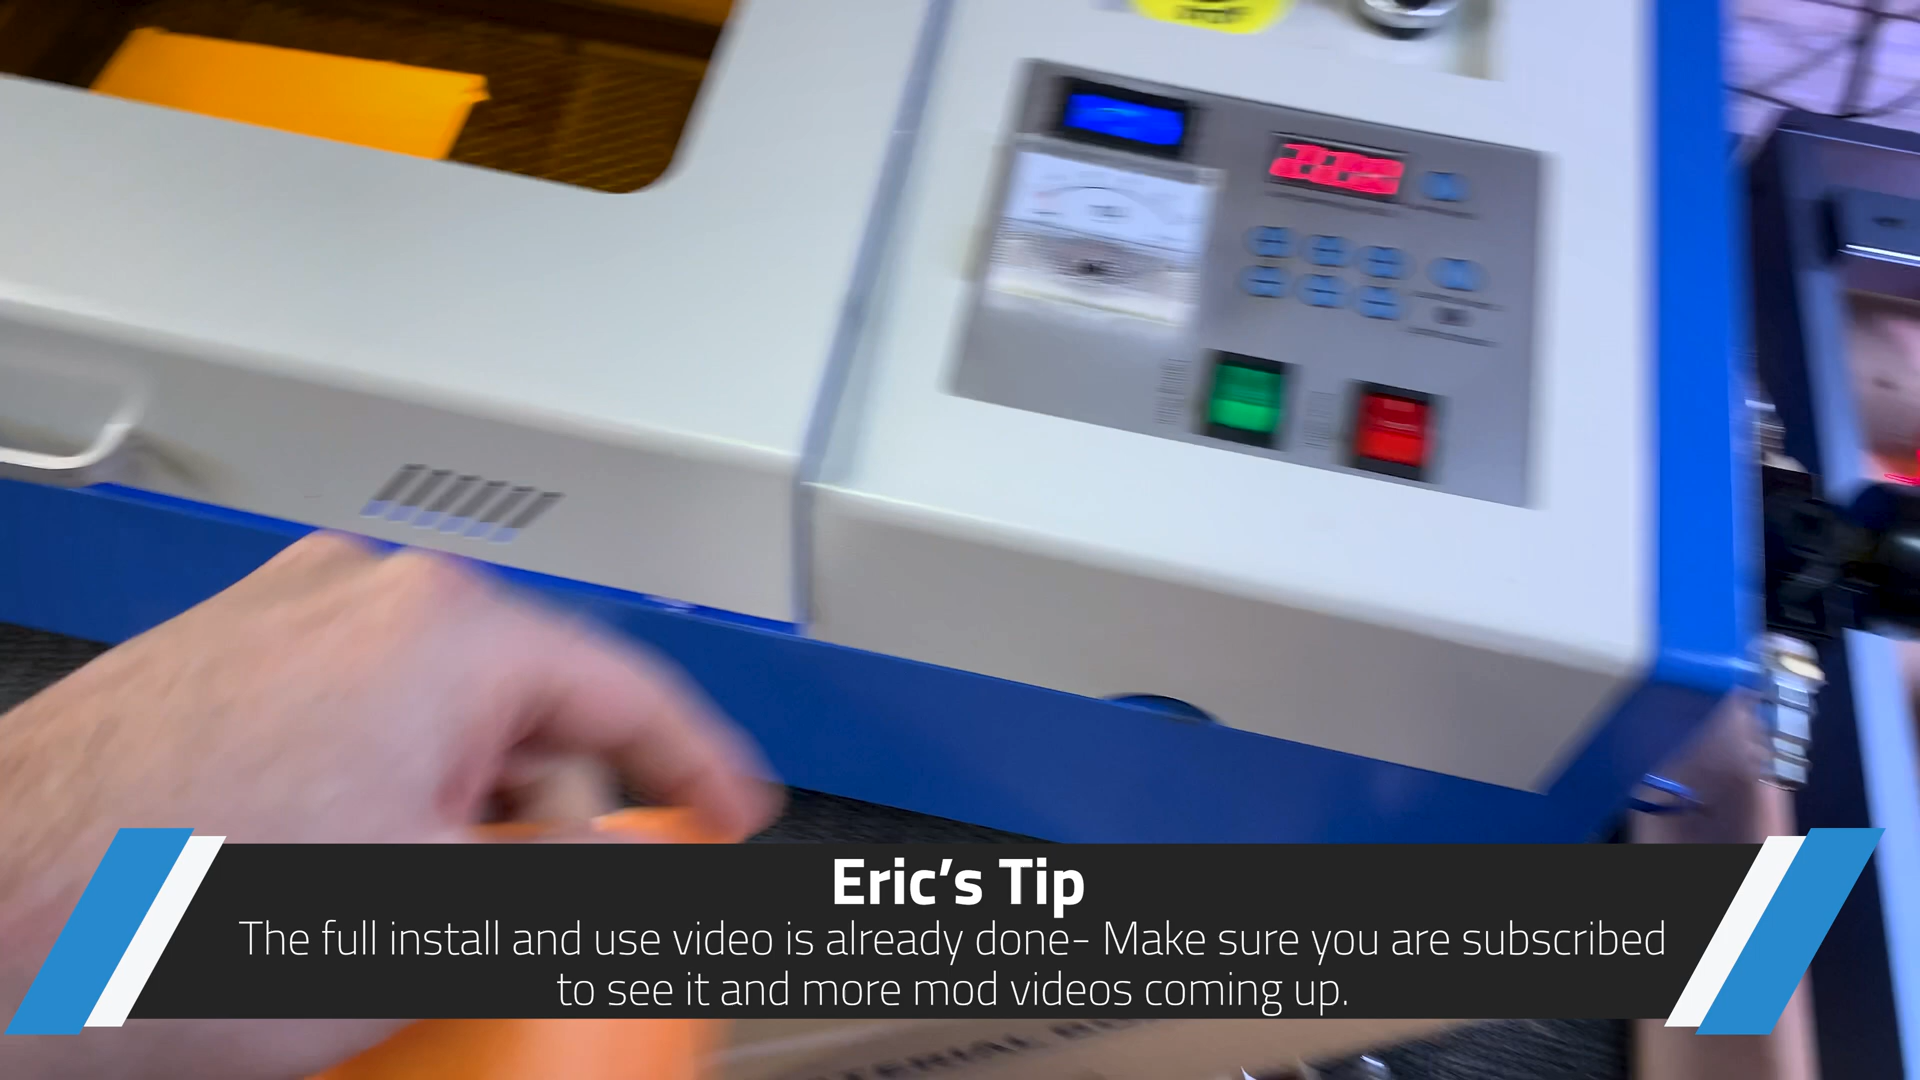 Eric's Tip
The full install and use video is already done- Make sure you are subscribed
to see it and more mod videos coming up.